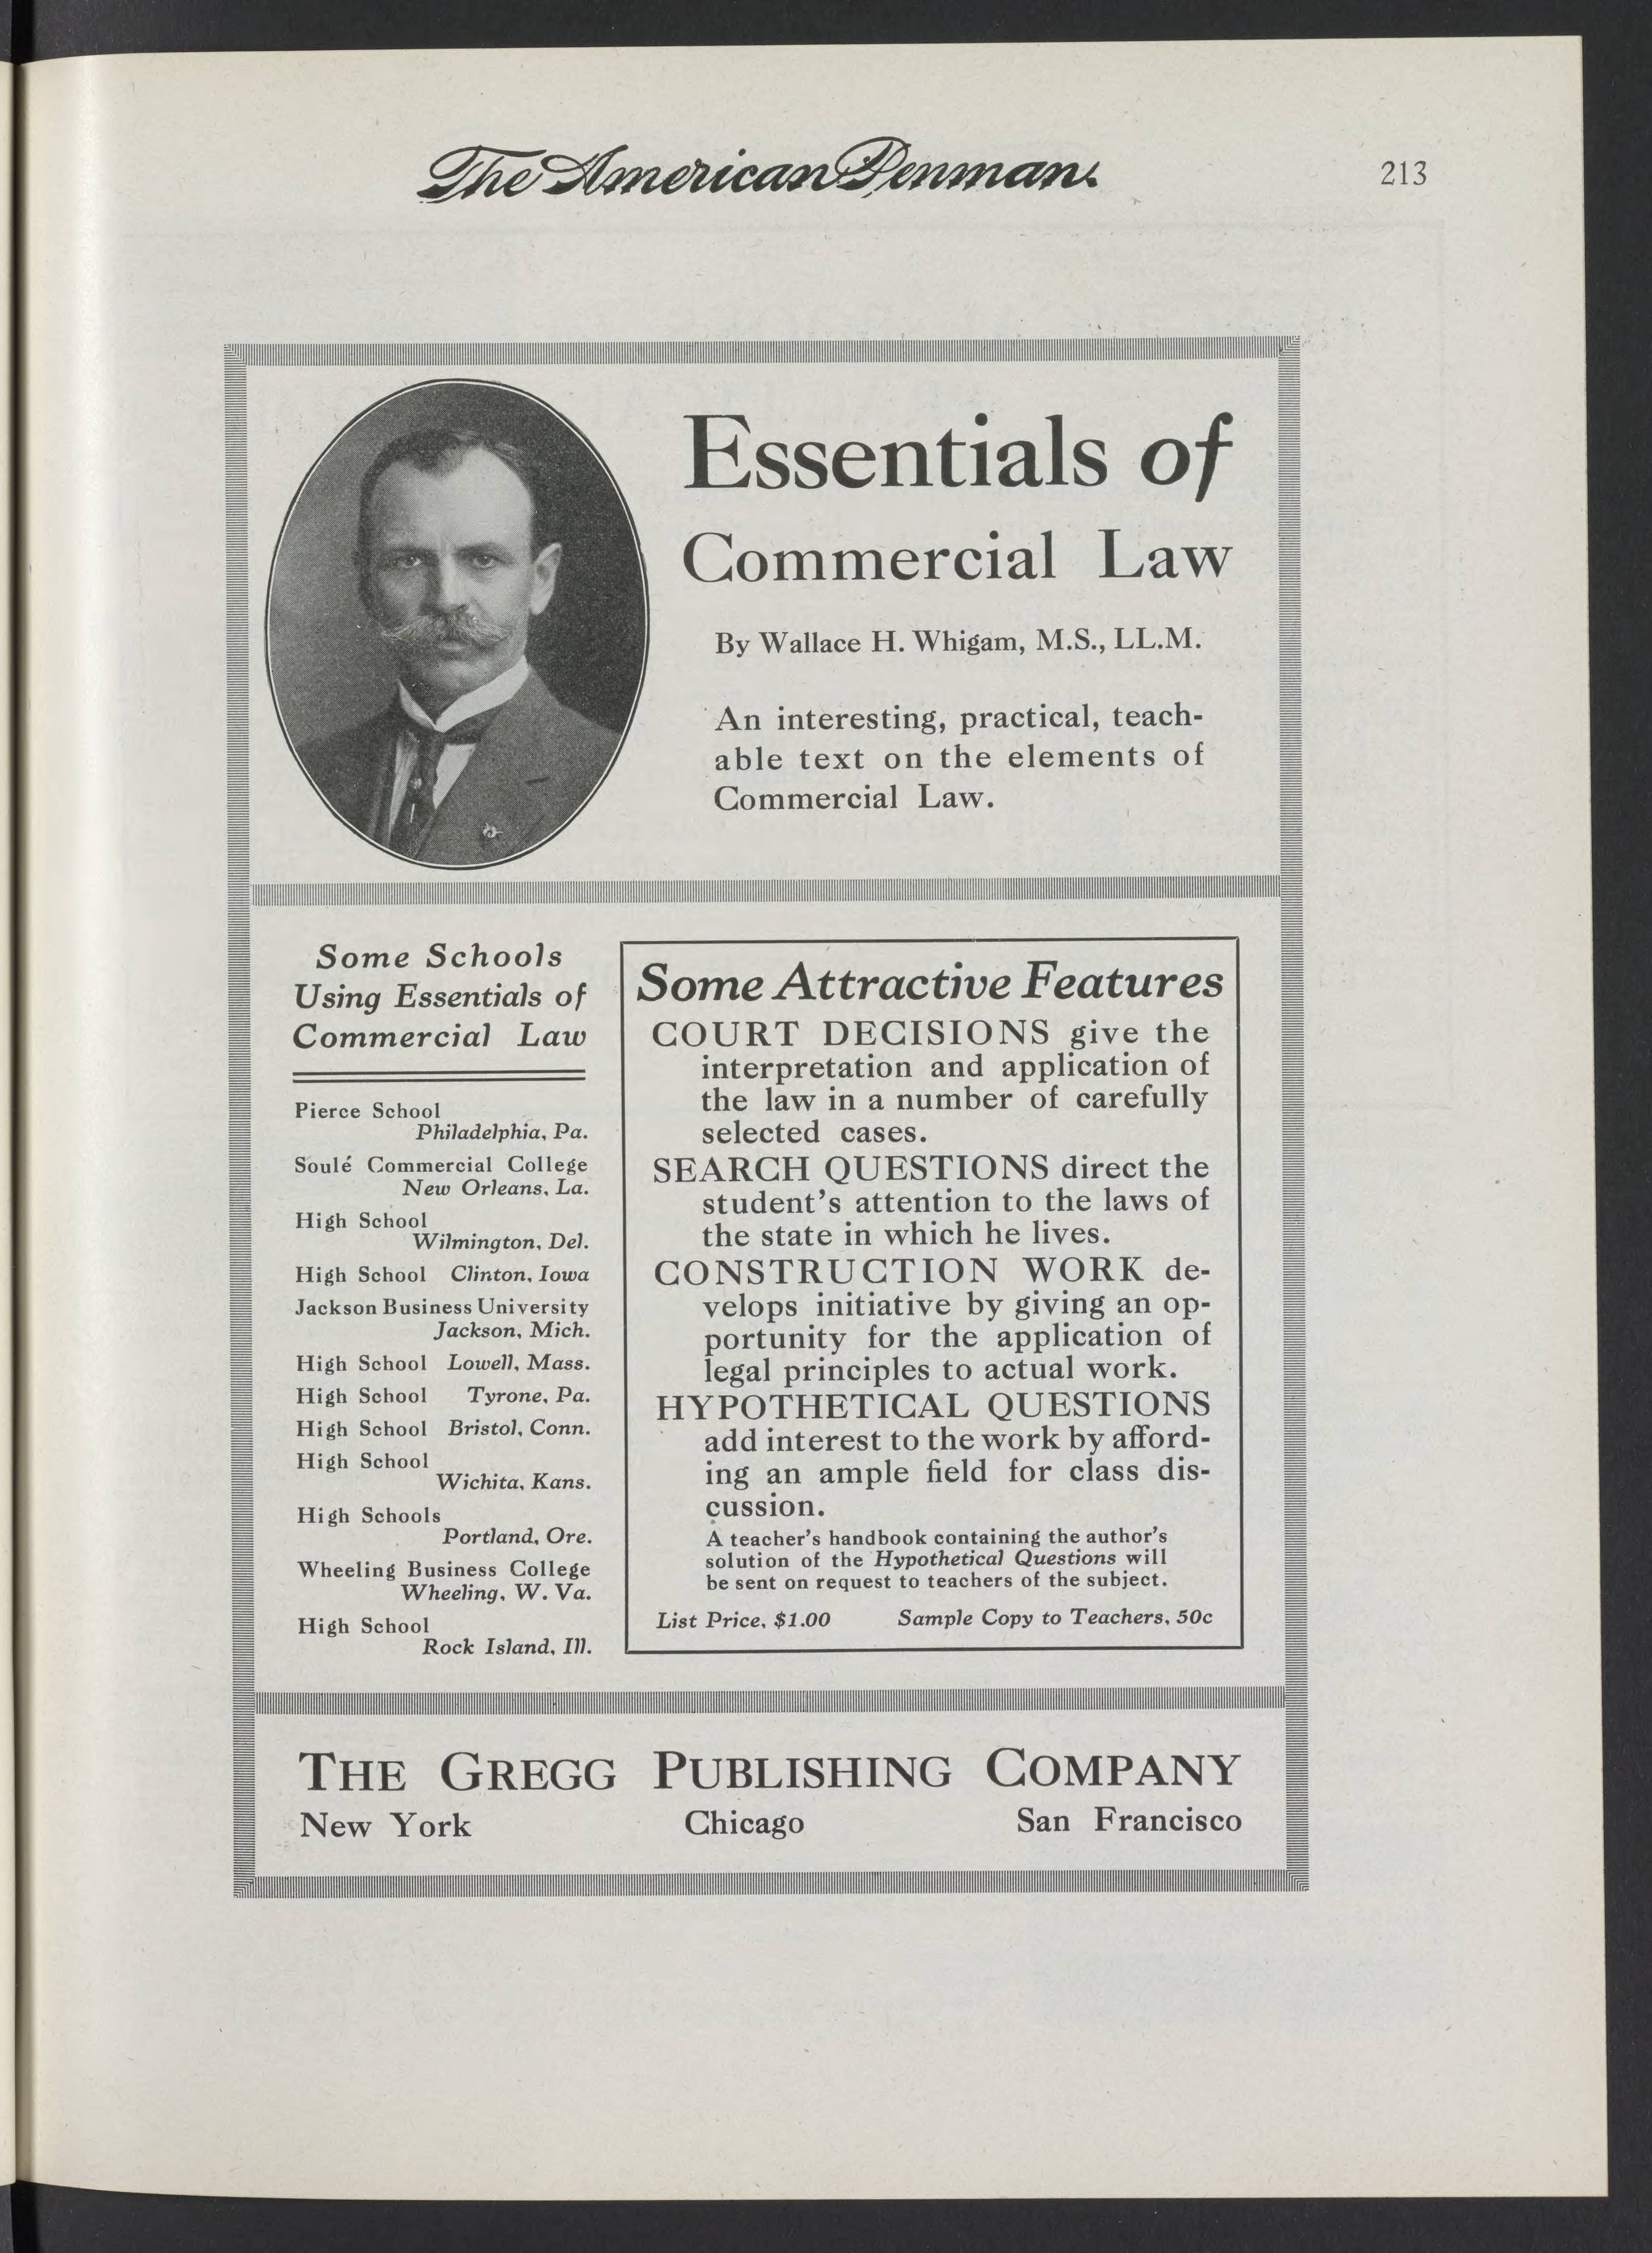 The American Penman.
213
Essentials of
Commercial Law
By Wallace H. Whigam, M.S., LL.M.
An interesting, practical, teach-
able text on the elements of
Commercial Law.
Some Schools
Using Essentials of
Commercial Law
Pierce School
Philadelphia, Pa.
Soulé Commercial College
New Orleans, La.
High School
Wilmington, Del.
High School Clinton, Iowa
Jackson Business University
Jackson, Mich.
High School Lowell, Mass.
High School Tyrone, Pa.
High School Bristol, Conn.
High School
Wichita, Kans.
High Schools
Portland, Ore.
Wheeling Business College
Wheeling, W. Va.
High School
Rock Island, Ill.
Some Attractive Features
COURT DECISIONS give the
interpretation and application of
the law in a number of carefully
selected cases.
SEARCH QUESTIONS direct the
student's attention to the laws of
the state in which he lives.
CONSTRUCTION WORK de-
velops initiative by giving an op-
portunity for the application of
legal principles to actual work.
HYPOTHETICAL QUESTIONS
add interest to the work by afford-
ing an ample field for class dis-
cussion.
A teacher's handbook containing the author's
solution of the Hypothetical Questions will
be sent on request to teachers of the subject.
List Price, $1.00 Sample Copy to Teachers, 50c
THE GREGG PUBLISHING COMPANY
New York Chicago San Francisco